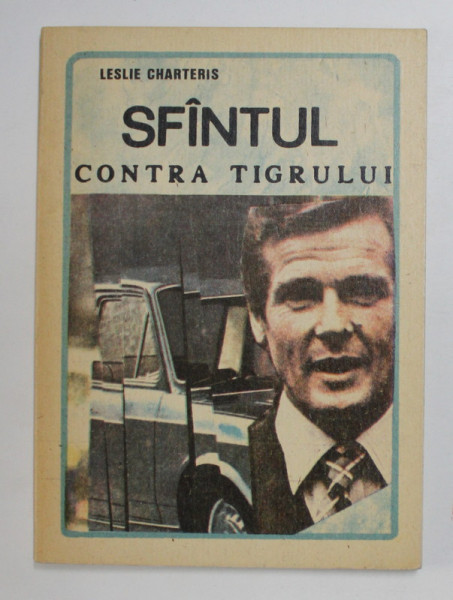 LESLIE CHARTERIS
SFÎNTUL
CONTRA TIGRULUI